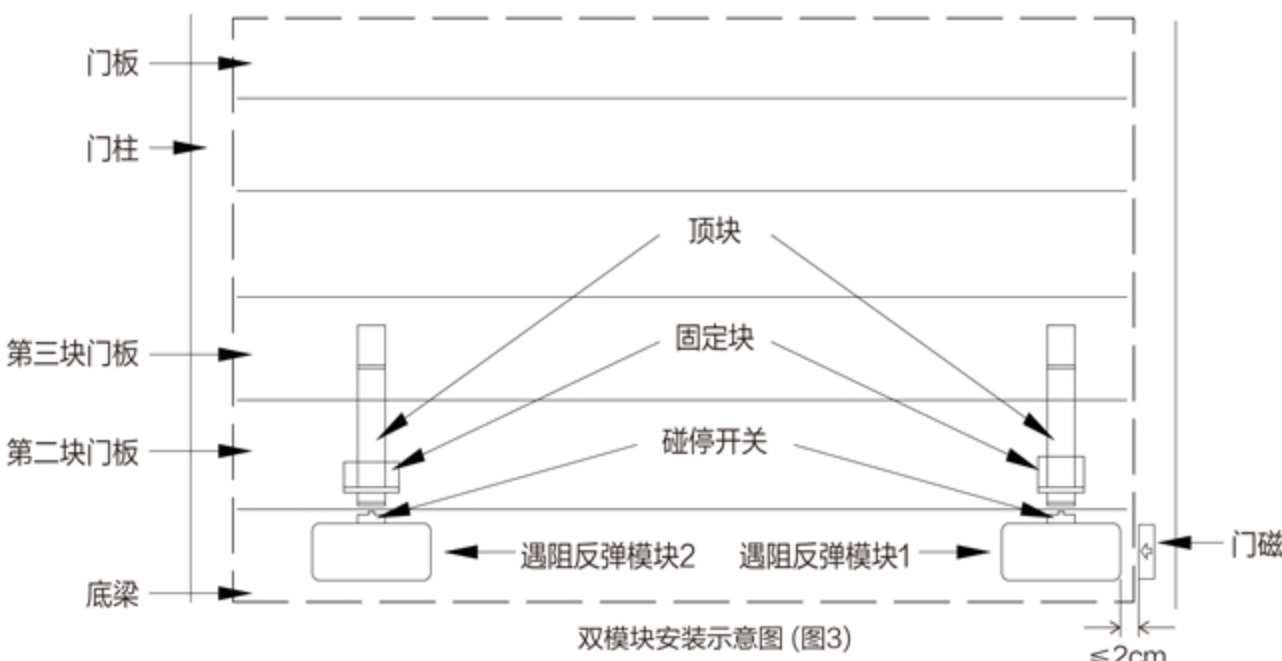 门板
门柱
顶块
固定块
第三块门板
碰停开关
第二块门板
遇阻反弹模块2
遇阻反弹模块1
门磁
底梁
双模块安装示意图 (图3)
≤2cm